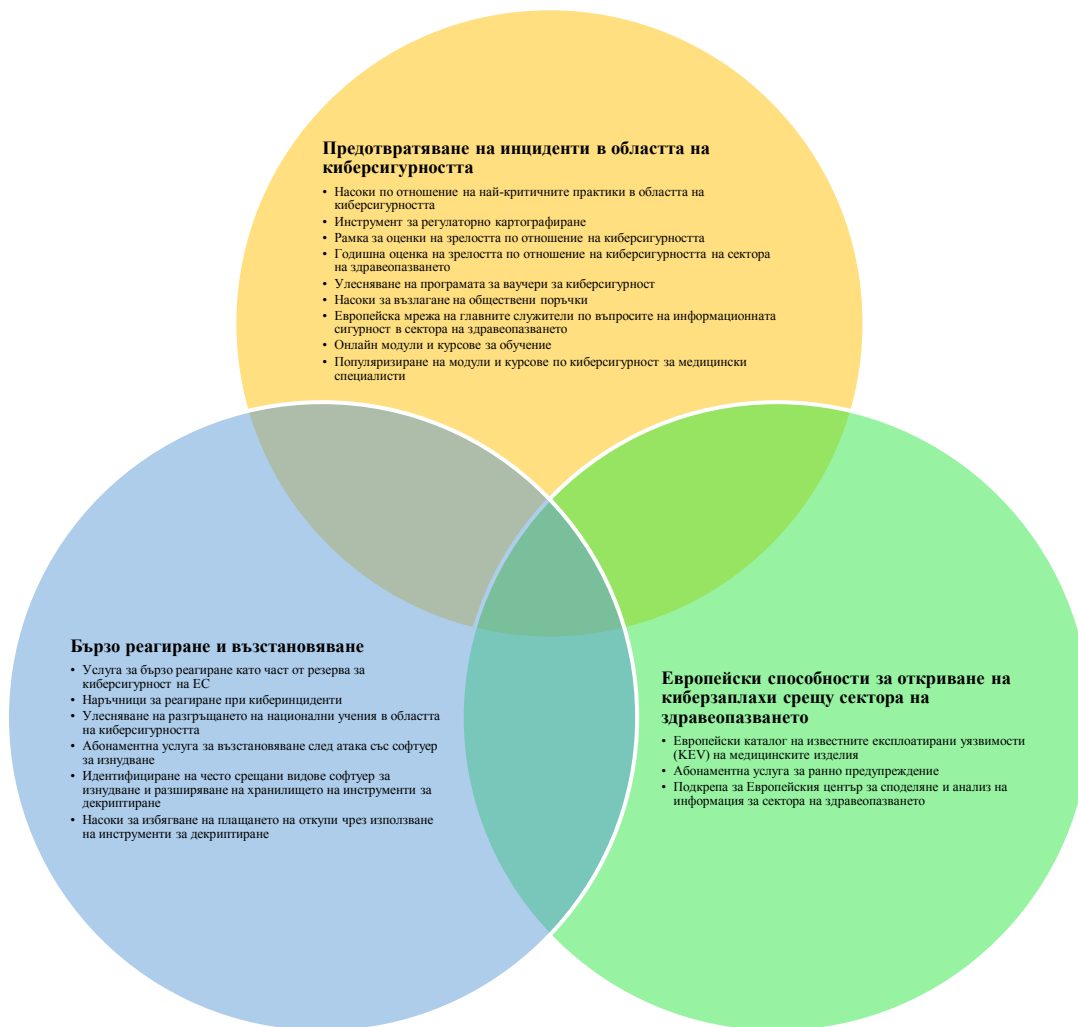 Предотвратяване на инциденти в областта на
киберсигурността
• Насоки по отношение на най-критичните практики в областта на
киберсигурността
• Инструмент за регулаторно картографиране
• Рамка за оценки на зрелостта по отношение на киберсигурността
• Годишна оценка на зрелостта по отношение на киберсигурността на сектора
на здравеопазването
• Улесняване на програмата за ваучери за киберсигурност
• Насоки за възлагане на обществени поръчки
• Европейска мрежа на главните служители по въпросите на информационната
сигурност в сектора на здравеопазването
• Онлайн модули и курсове за обучение
• Популяризиране на модули и курсове по киберсигурност за медицински
специалисти
Бързо реагиране и възстановяване
• Услуга за бързо реагиране като част от резерва за
киберсигурност на ЕС
• Наръчници за реагиране при киберинциденти
• Улесняване на разгръщането на национални учения в областта
на киберсигурността
• Абонаментна услуга за възстановяване след атака със софтуер
за изнудване
• Идентифициране на често срещани видове софтуер за
изнудване и разширяване на хранилището на инструменти за
декриптиране
• Насоки за избягване на плащането на откупи чрез използване
на инструменти за декриптиране
Европейски способности за откриване на
киберзаплахи срещу сектора на
здравеопазването
• Европейски каталог на известните експлоатирани уязвимости
(KEV) на медицинските изделия
• Абонаментна услуга за ранно предупреждение
• Подкрепа за Европейския център за споделяне и анализ на
информация за сектора на здравеопазването